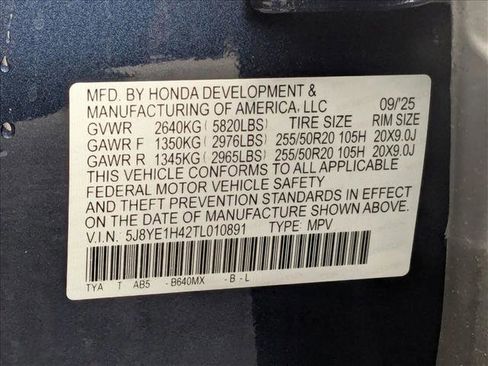 MFD. BY HONDA DEVELOPMENT &
MANUFACTURING OF AMERICA, LLC 09/'25
GVWR 2640KG ( 5820LBS) TIRE SIZE RIM SIZE
GAWR F 1350KG ( 2976LBS) 255/50R20 105H 20X9.0J
GAWR R 1345KG ( 2965LBS) 255/50R20 105H 20X9.0J
THIS VEHICLE CONFORMS TO ALL APPLICABLE
FEDERAL MOTOR VEHICLE SAFETY
AND THEFT PREVENTION STANDARDS IN EFFECT
ON THE DATE OF MANUFACTURE SHOWN ABOVE.
V.I.N. 5J8YE1H42TL010891 TYPE: MPV
TYA T AB5 - B640MX - B - L